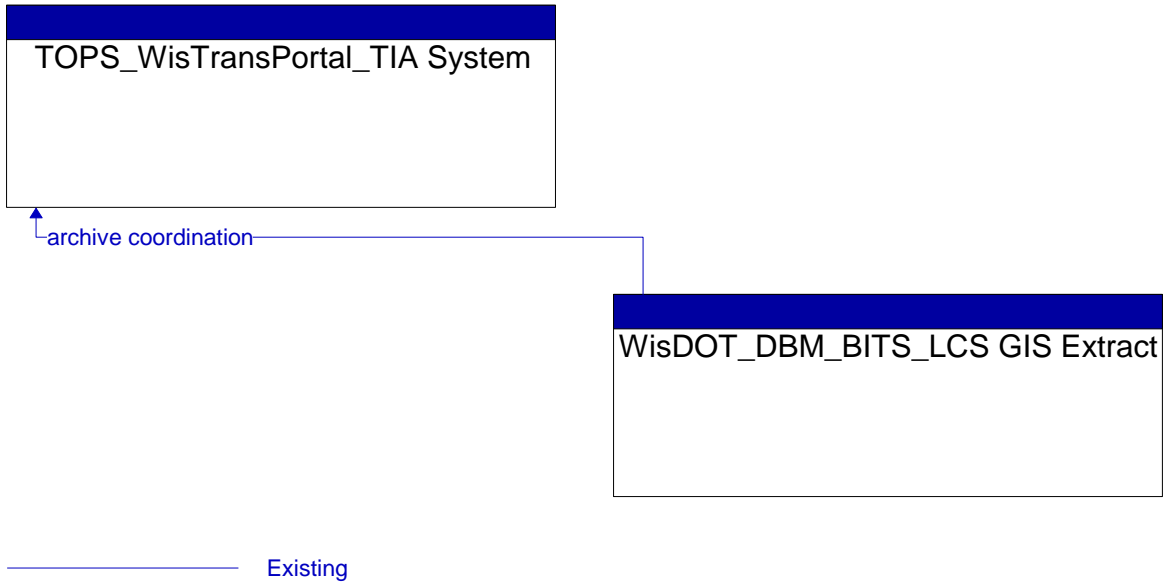 TOPS_WisTransPortal_TIA System
archive coordination
WisDOT_DBM_BITS_LCS GIS Extract
Existing